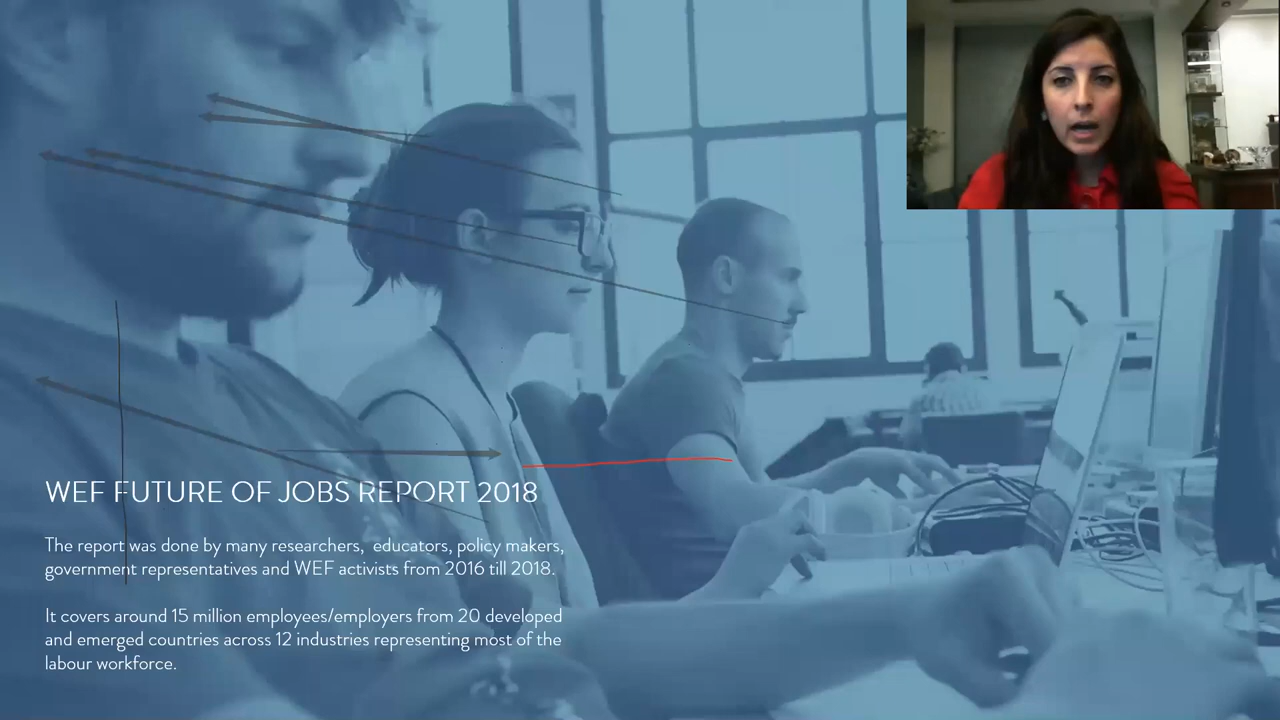 WEF FUTURE OF JOBS REPORT 2018
The report was done by many researchers, educators, policy makers,
government representatives and WEF activists from 2016 till 2018.
It covers around 15 million employees/employers from 20 developed
and emerged countries across 12 industries representing most of the
labour workforce.